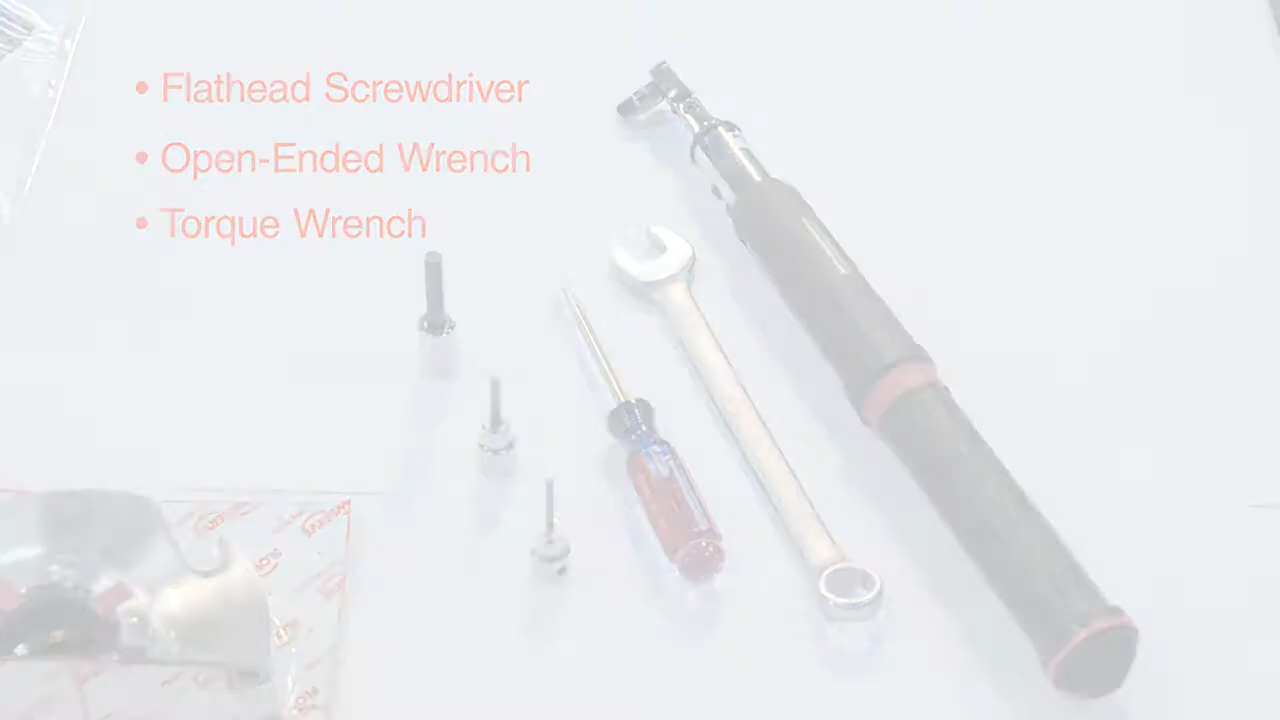 • Flathead Screwdriver
• Open-Ended Wrench
• Torque Wrench